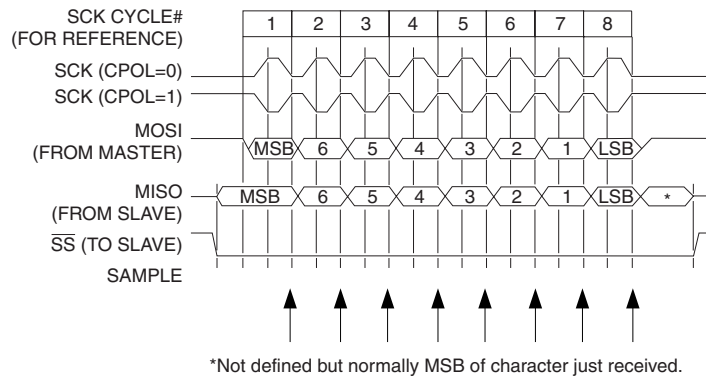 SCK CYCLE# (FOR REFERENCE) 1 2 3 4 5 6 7 8
SCK (CPOL=0)
SCK (CPOL=1)
MOSI (FROM MASTER) MSB 6 5 4 3 2 1 LSB
MISO (FROM SLAVE) MSB 6 5 4 3 2 1 LSB *
SS (TO SLAVE)
SAMPLE
*Not defined but normally MSB of character just received.